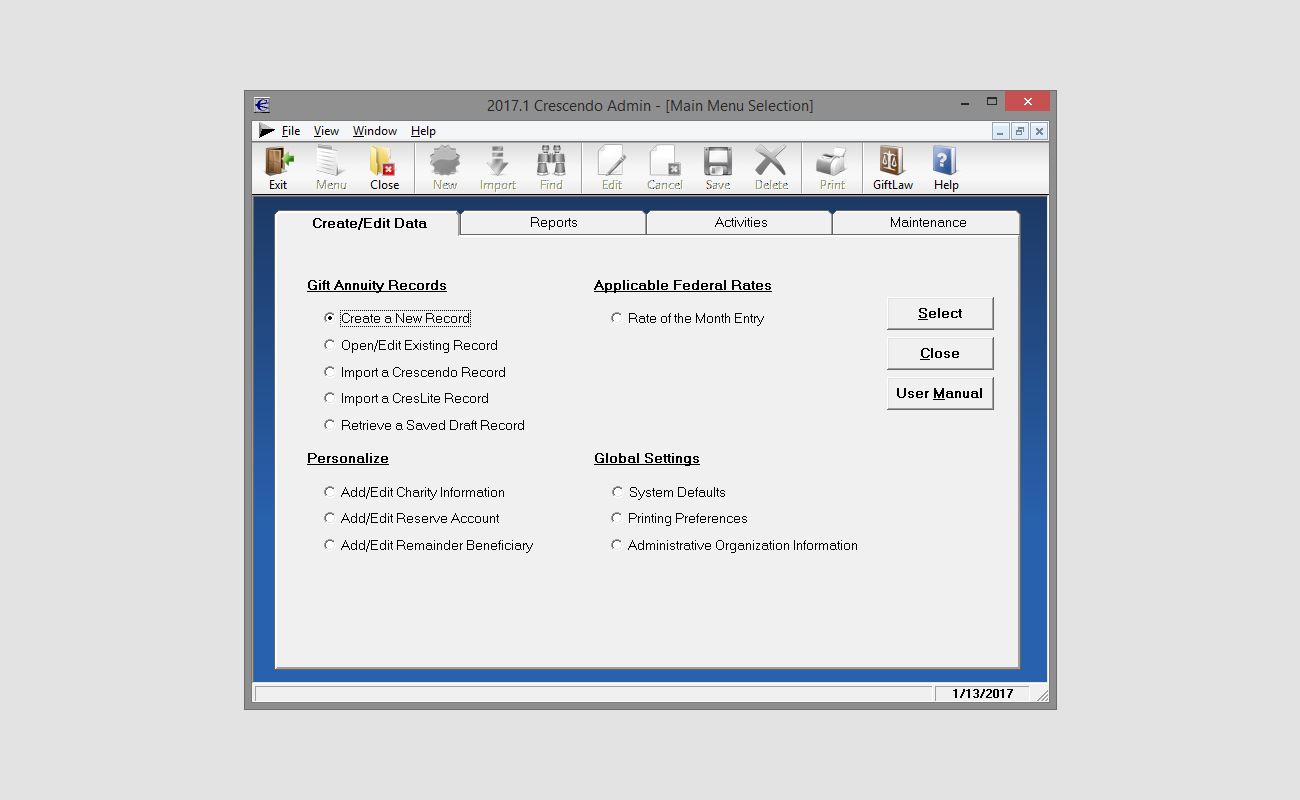 2017.1 Crescendo Admin - [Main Menu Selection]
File View Window Help
Exit Menu Close New Import Find Edit Cancel Save Delete Print GiftLaw Help
Create/Edit Data Reports Activities Maintenance
Gift Annuity Records
Create a New Record
Open/Edit Existing Record
Import a Crescendo Record
Import a CresLite Record
Retrieve a Saved Draft Record
Applicable Federal Rates
Rate of the Month Entry
Select
Close
User Manual
Personalize
Add/Edit Charity Information
Add/Edit Reserve Account
Add/Edit Remainder Beneficiary
Global Settings
System Defaults
Printing Preferences
Administrative Organization Information
1/13/2017